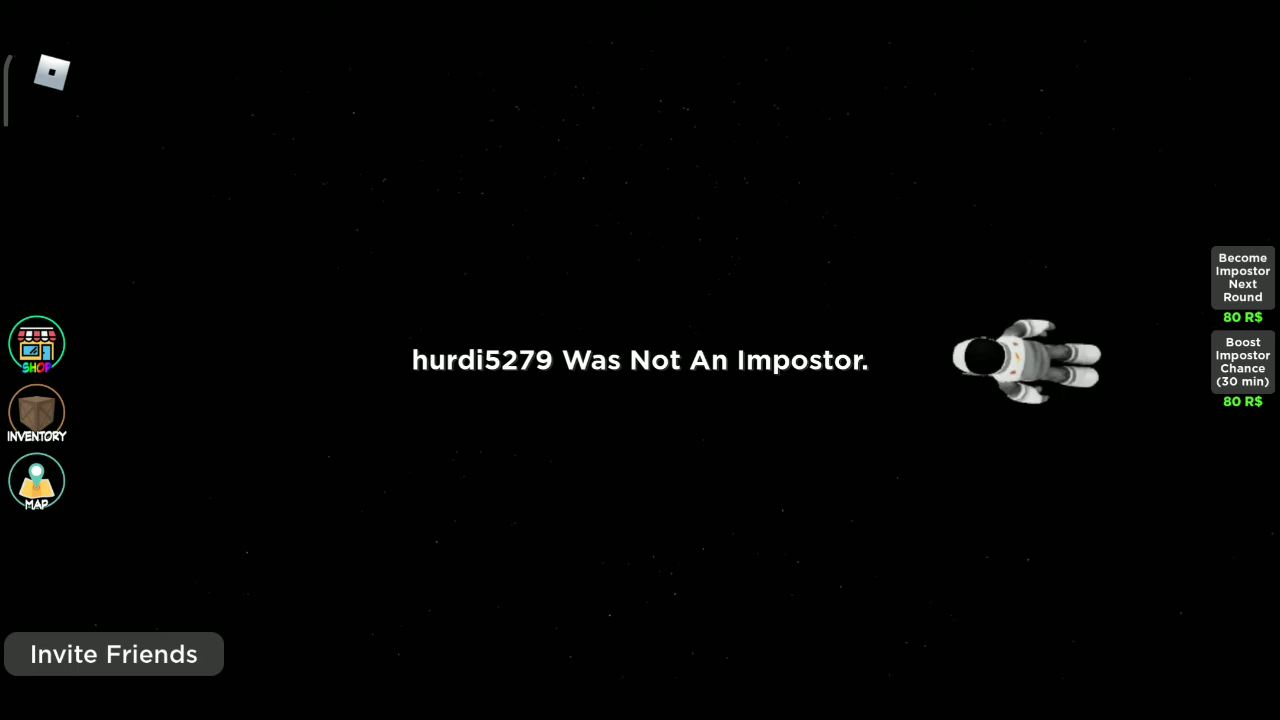 hurdi5279 Was Not An Impostor.
SHOP
INVENTORY
MAP
Invite Friends
Become
Impostor
Next
Round
80 R$
Boost
Impostor
Chance
(30 min)
80 R$